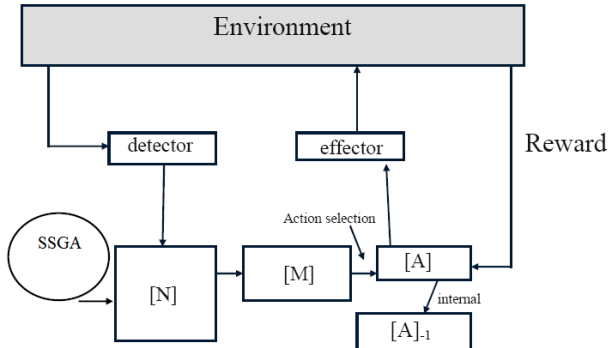 Environment
detector
effector
Reward
Action selection
SSGA
[N]
[M]
[A]
internal
[A]-1